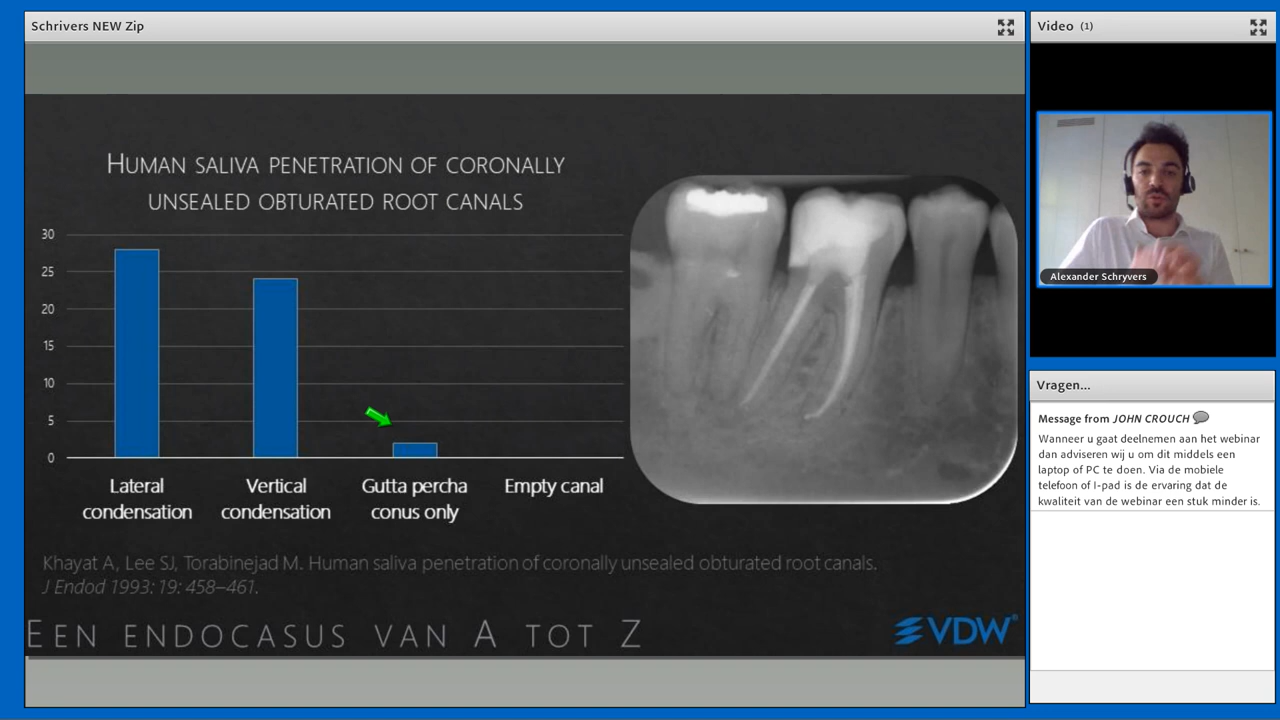 Schrivers NEW Zip
HUMAN SALIVA PENETRATION OF CORONALLY
UNSEALED OBTURATED ROOT CANALS
30
25
20
15
10
5
0
Lateral
condensation
Vertical
condensation
Gutta percha
conus only
Empty canal
Khayat A, Lee SJ, Torabinejad M. Human saliva penetration of coronally unsealed obturated root canals.
J Endod 1993: 19: 458–461.
EEN ENDOCASUS VAN A TOT Z
VDW®
Video (1)
Alexander Schryvers
Vragen...
Message from JOHN CROUCH
Wanneer u gaat deelnemen aan het webinar
dan adviseren wij u om dit middels een
laptop of PC te doen. Via de mobiele
telefoon of I-pad is de ervaring dat de
kwaliteit van de webinar een stuk minder is.